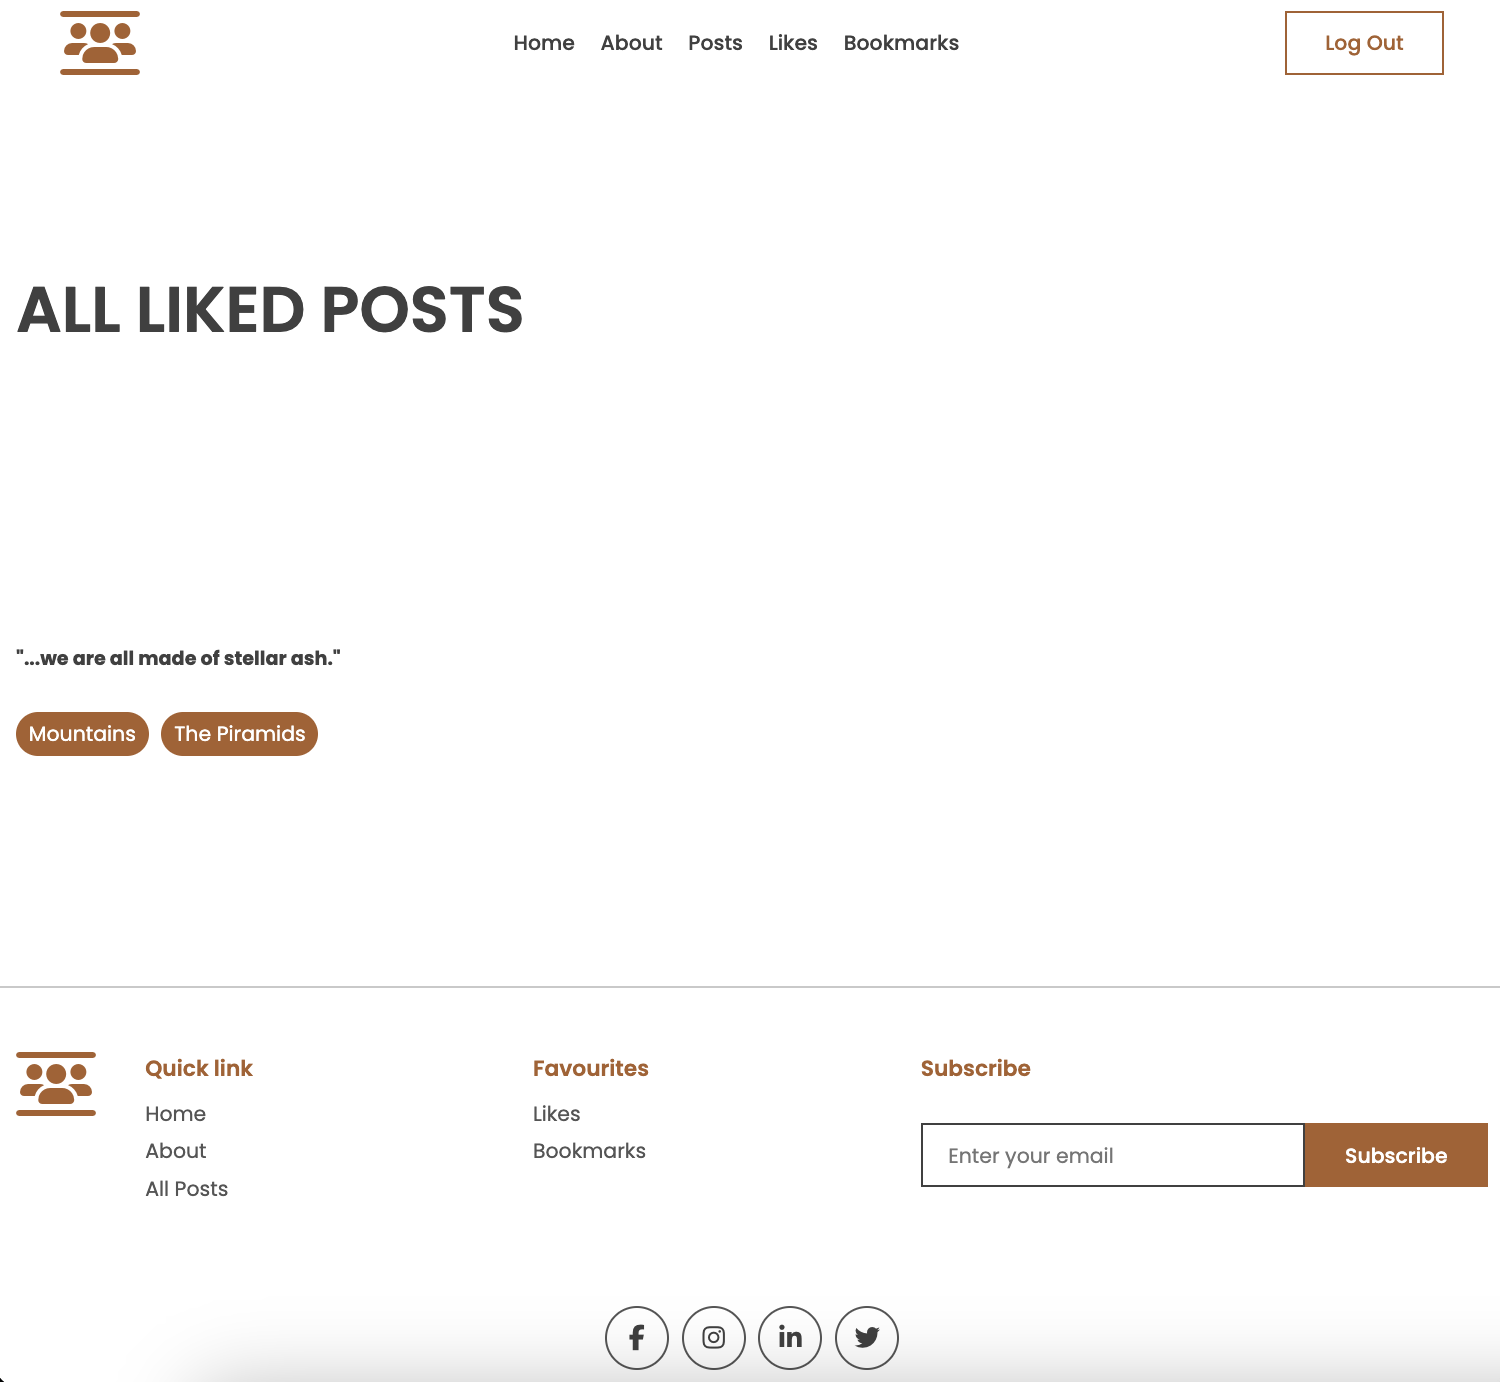 Home About Posts Likes Bookmarks Log Out
ALL LIKED POSTS
"...we are all made of stellar ash."
Mountains The Piramids
Quick link Favourites Subscribe
Home Likes
About Bookmarks Enter your email Subscribe
All Posts